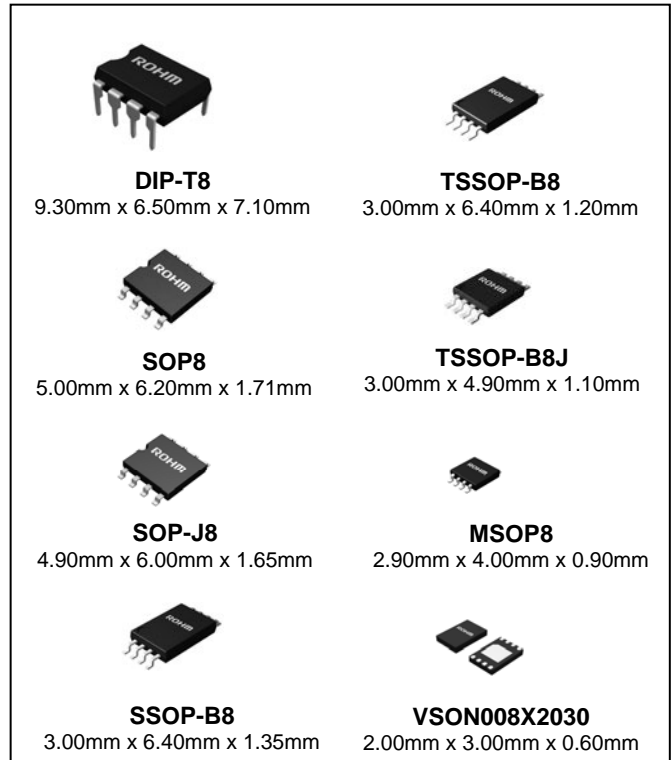 ROHM
DIP-T8
9.30mm x 6.50mm x 7.10mm
ROHM
TSSOP-B8
3.00mm x 6.40mm x 1.20mm
ROHM
SOP8
5.00mm x 6.20mm x 1.71mm
ROHM
TSSOP-B8J
3.00mm x 4.90mm x 1.10mm
ROHM
SOP-J8
4.90mm x 6.00mm x 1.65mm
ROHM
MSOP8
2.90mm x 4.00mm x 0.90mm
ROHM
SSOP-B8
3.00mm x 6.40mm x 1.35mm
ROHM
VSON008X2030
2.00mm x 3.00mm x 0.60mm